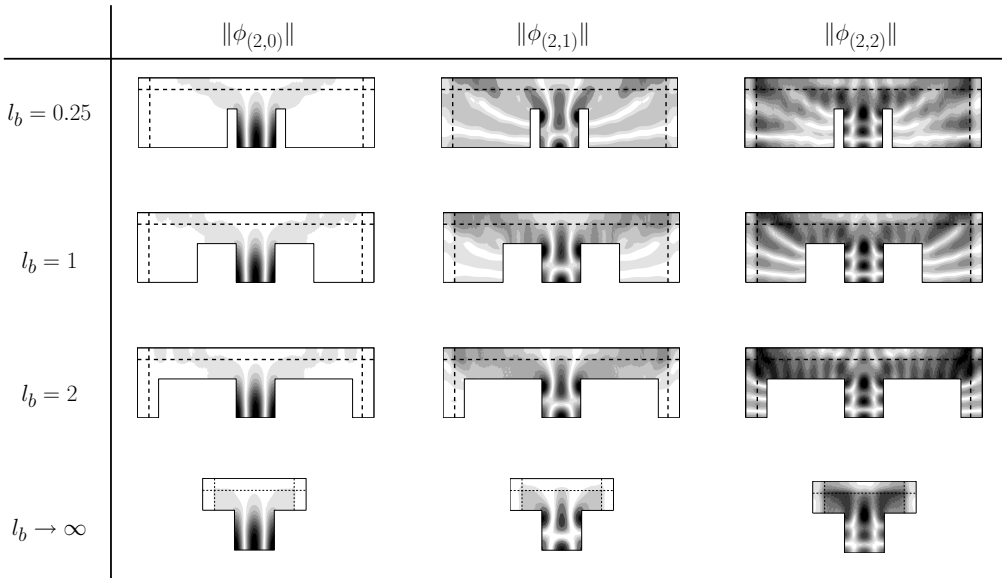 ‖ϕ(2,0)‖ ‖ϕ(2,1)‖ ‖ϕ(2,2)‖
l_b = 0.25
l_b = 1
l_b = 2
l_b → ∞